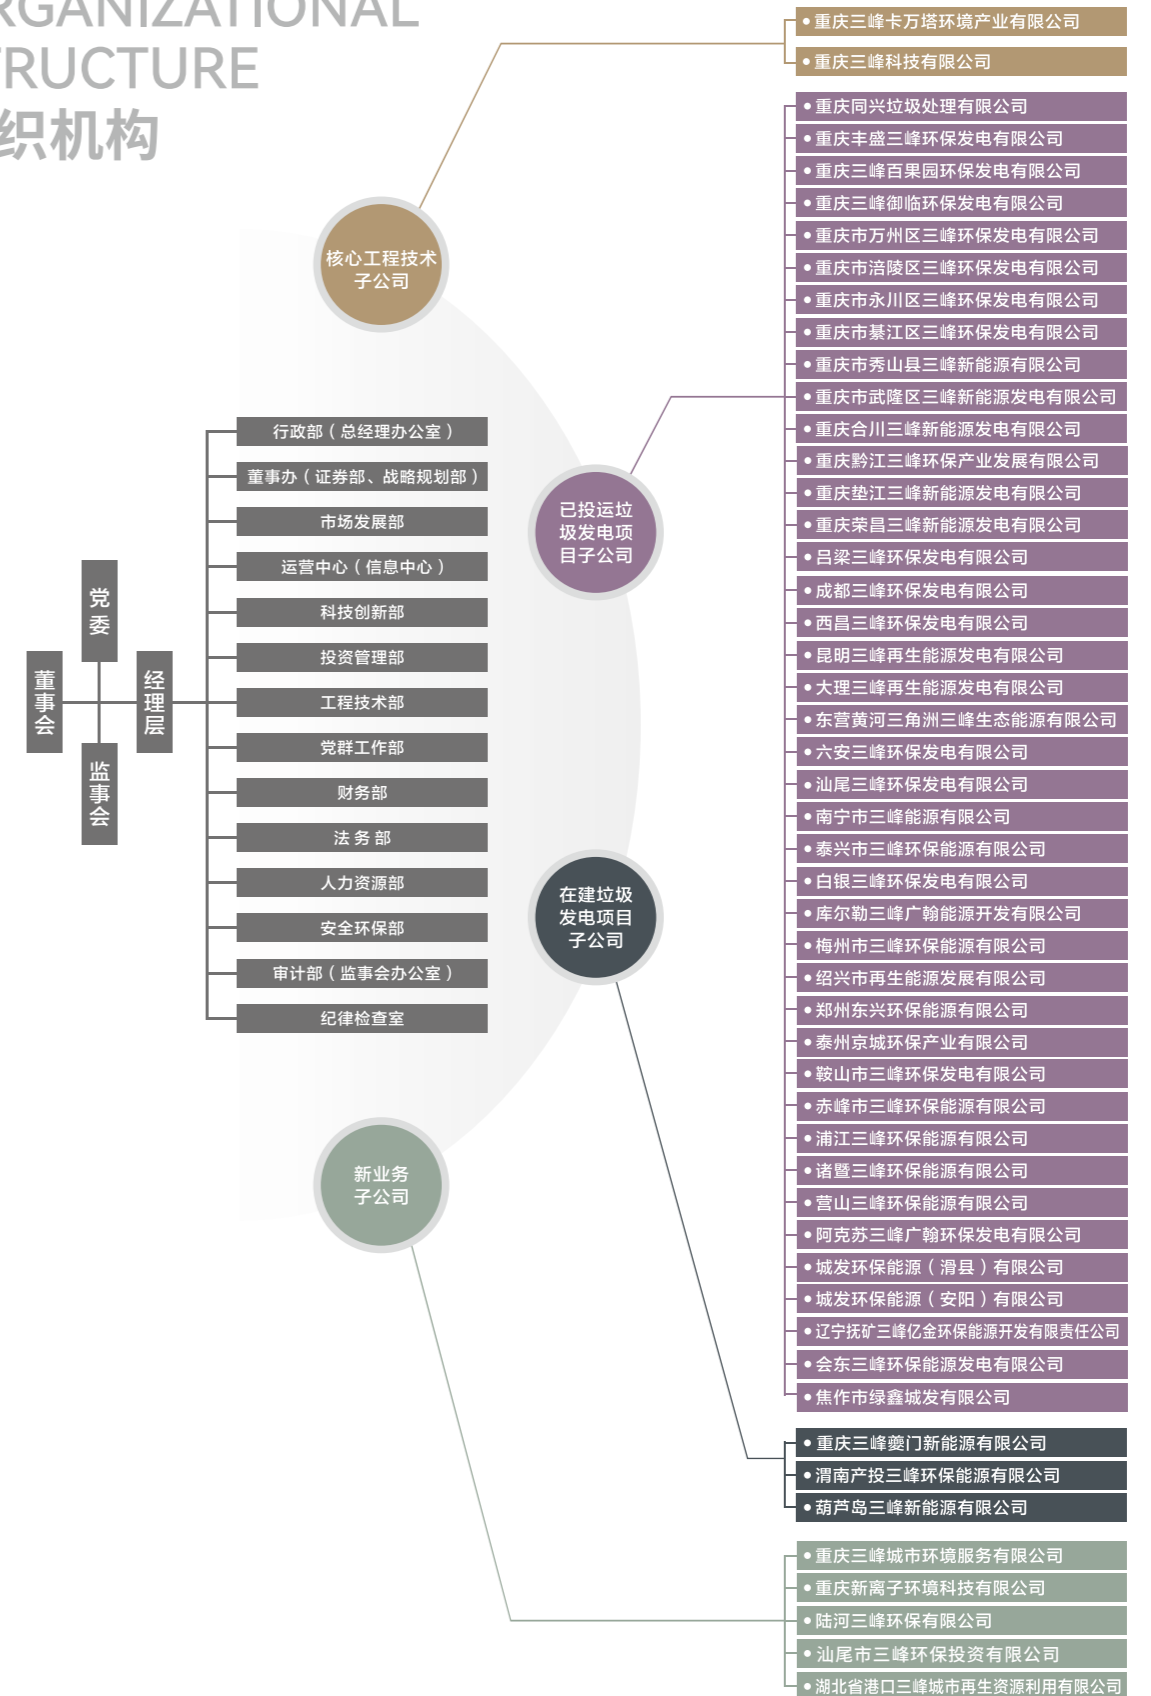 RGANIZATIONAL
TRUCTURE
织机构
核心工程技术
子公司
重庆三峰卡万塔环境产业有限公司
重庆三峰科技有限公司
党委
董事会
经理层
监事会
行政部（总经理办公室）
董事办（证券部、战略规划部）
市场发展部
运营中心（信息中心）
科技创新部
投资管理部
工程技术部
党群工作部
财务部
法务部
人力资源部
安全环保部
审计部（监事会办公室）
纪律检查室
已投运垃
圾发电项
目子公司
重庆同兴垃圾处理有限公司
重庆丰盛三峰环保发电有限公司
重庆三峰百果园环保发电有限公司
重庆三峰御临环保发电有限公司
重庆市万州区三峰环保发电有限公司
重庆市涪陵区三峰环保发电有限公司
重庆市永川区三峰环保发电有限公司
重庆市綦江区三峰环保发电有限公司
重庆市秀山县三峰新能源有限公司
重庆市武隆区三峰新能源发电有限公司
重庆合川三峰新能源发电有限公司
重庆黔江三峰环保产业发展有限公司
重庆垫江三峰新能源发电有限公司
重庆荣昌三峰新能源发电有限公司
吕梁三峰环保发电有限公司
成都三峰环保发电有限公司
西昌三峰环保发电有限公司
昆明三峰再生能源发电有限公司
大理三峰再生能源发电有限公司
东营黄河三角洲三峰生态能源有限公司
六安三峰环保发电有限公司
汕尾三峰环保发电有限公司
南宁市三峰能源有限公司
泰兴市三峰环保能源有限公司
白银三峰环保发电有限公司
库尔勒三峰广翰能源开发有限公司
梅州市三峰环保能源有限公司
绍兴市再生能源发展有限公司
郑州东兴环保能源有限公司
泰州京城环保产业有限公司
鞍山市三峰环保发电有限公司
赤峰市三峰环保能源有限公司
浦江三峰环保能源有限公司
诸暨三峰环保能源有限公司
营山三峰环保能源有限公司
阿克苏三峰广翰环保发电有限公司
城发环保能源（滑县）有限公司
城发环保能源（安阳）有限公司
辽宁抚矿三峰亿金环保能源开发有限责任公司
会东三峰环保能源发电有限公司
焦作市绿鑫城发有限公司
在建垃圾
发电项目
子公司
重庆三峰夔门新能源有限公司
渭南产投三峰环保能源有限公司
葫芦岛三峰新能源有限公司
新业务
子公司
重庆三峰城市环境服务有限公司
重庆新离子环境科技有限公司
陆河三峰环保有限公司
汕尾市三峰环保投资有限公司
湖北省港口三峰城市再生资源利用有限公司